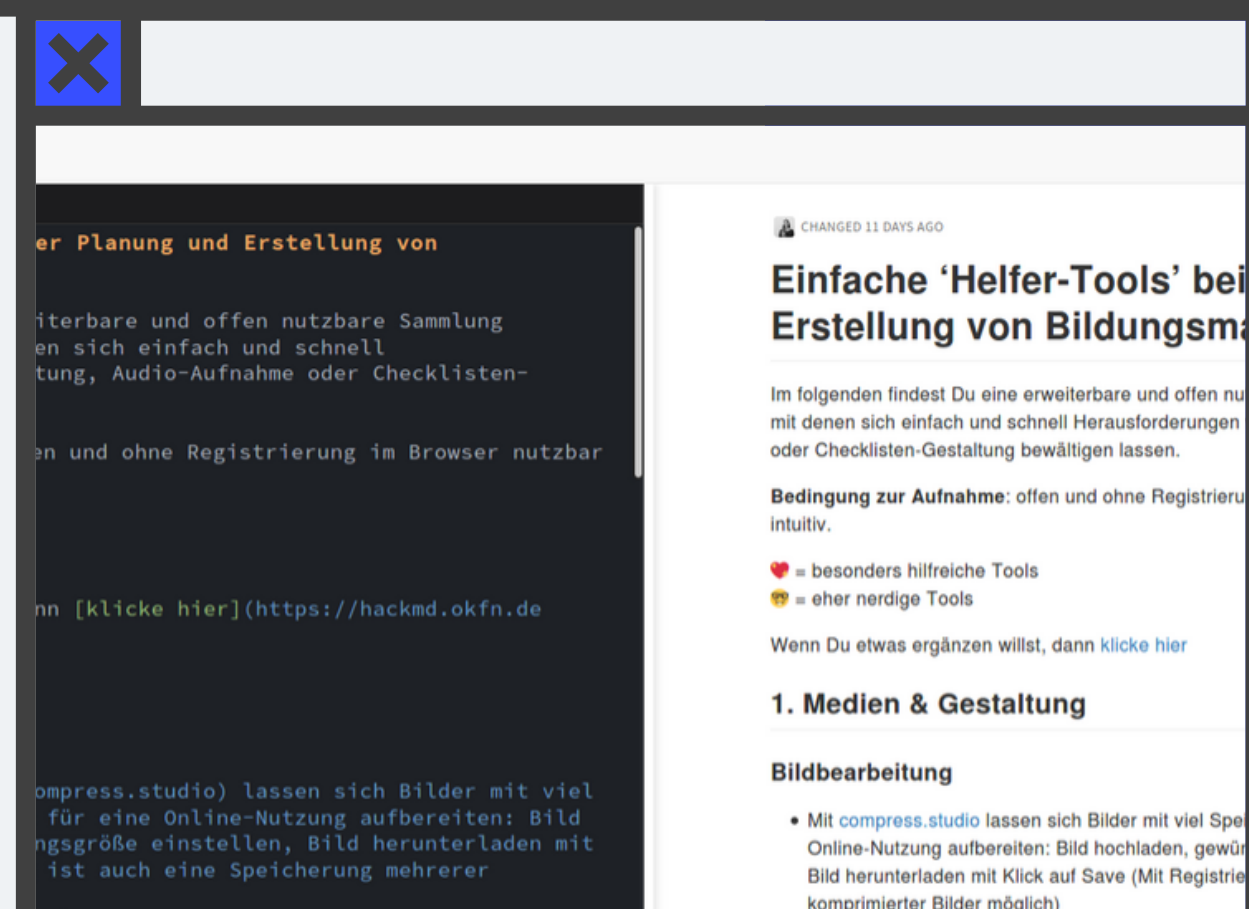 er Planung und Erstellung von
iterbare und offen nutzbare Sammlung
en sich einfach und schnell
tung, Audio-Aufnahme oder Checklisten-
en und ohne Registrierung im Browser nutzbar
nn [klicke hier](https://hackmd.okfn.de
ompress.studio) lassen sich Bilder mit viel
für eine Online-Nutzung aufbereiten: Bild
ngsgröße einstellen, Bild herunterladen mit
ist auch eine Speicherung mehrerer
CHANGED 11 DAYS AGO
Einfache ‘Helfer-Tools’ bei
Erstellung von Bildungsma
Im folgenden findest Du eine erweiterbare und offen nu
mit denen sich einfach und schnell Herausforderungen
oder Checklisten-Gestaltung bewältigen lassen.
Bedingung zur Aufnahme: offen und ohne Registrieru
intuitiv.
= besonders hilfreiche Tools
= eher nerdige Tools
Wenn Du etwas ergänzen willst, dann klicke hier
1. Medien & Gestaltung
Bildbearbeitung
• Mit compress.studio lassen sich Bilder mit viel Spei
Online-Nutzung aufbereiten: Bild hochladen, gewün
Bild herunterladen mit Klick auf Save (Mit Registrie
komprimierter Bilder möglich)